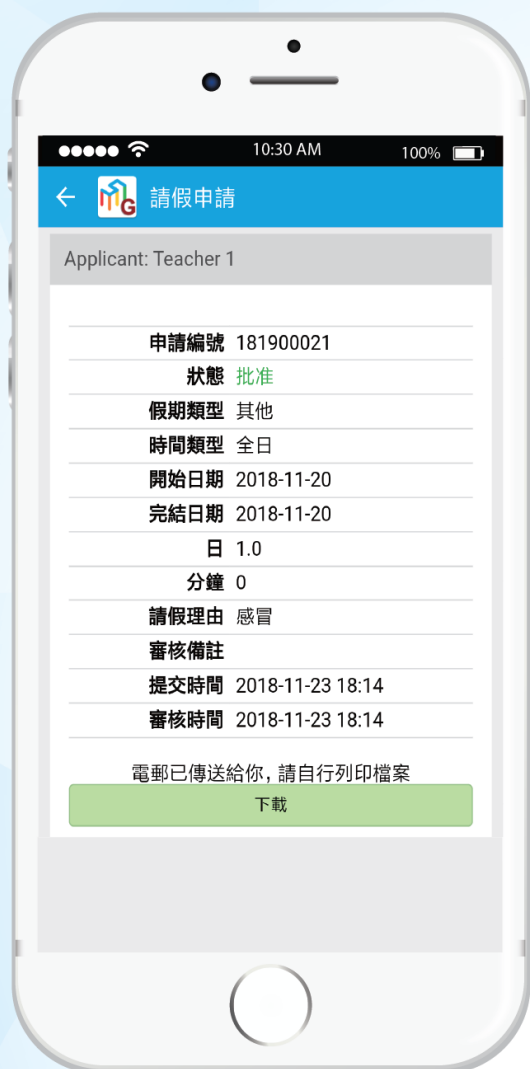 10:30 AM 100%
請假申請
Applicant: Teacher 1
申請編號 181900021
狀態 批准
假期類型 其他
時間類型 全日
開始日期 2018-11-20
完結日期 2018-11-20
日 1.0
分鐘 0
請假理由 感冒
審核備註
提交時間 2018-11-23 18:14
審核時間 2018-11-23 18:14
電郵已傳送給你, 請自行列印檔案
下載